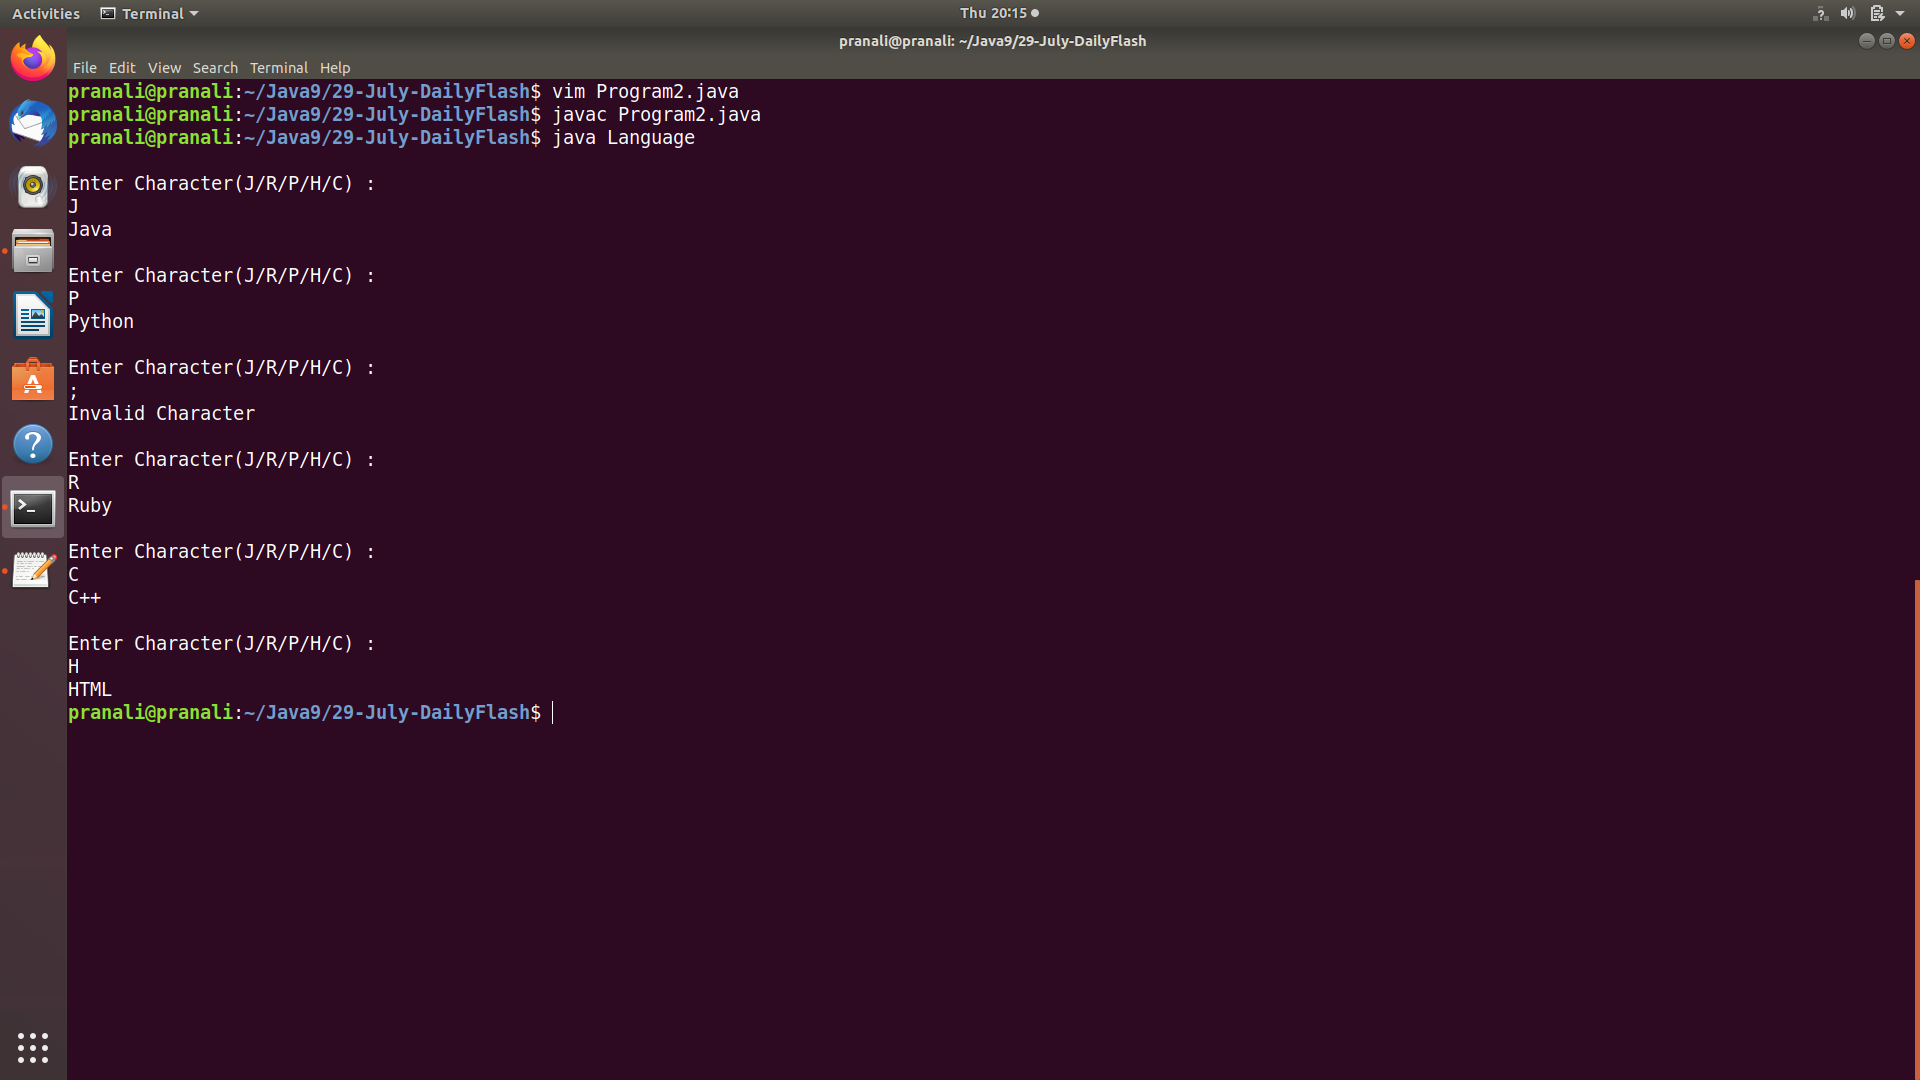 Activities Terminal Thu 20:15
pranali@pranali: ~/Java9/29-July-DailyFlash
File Edit View Search Terminal Help
pranali@pranali:~/Java9/29-July-DailyFlash$ vim Program2.java
pranali@pranali:~/Java9/29-July-DailyFlash$ javac Program2.java
pranali@pranali:~/Java9/29-July-DailyFlash$ java Language
Enter Character(J/R/P/H/C) :
J
Java
Enter Character(J/R/P/H/C) :
P
Python
Enter Character(J/R/P/H/C) :
;
Invalid Character
Enter Character(J/R/P/H/C) :
R
Ruby
Enter Character(J/R/P/H/C) :
C
C++
Enter Character(J/R/P/H/C) :
H
HTML
pranali@pranali:~/Java9/29-July-DailyFlash$